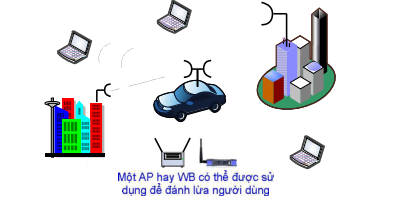 Một AP hay WB có thể được sử
dụng để đánh lừa người dùng